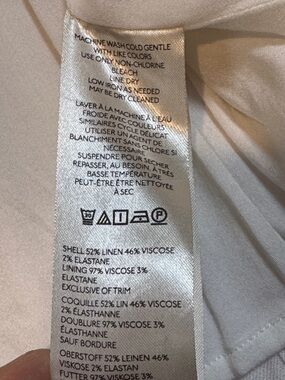 MACHINE WASH COLD GENTLE
WITH LIKE COLORS
USE ONLY NON-CHLORINE
BLEACH
LINE DRY
LOW IRON AS NEEDED
MAY BE DRY CLEANED
LAVER À LA MACHINE À L'EAU
FROIDE AVEC COULEURS
SIMILAIRES CYCLE DÉLICAT
UTILISER UN AGENT DE
BLANCHIMENT SANS CHLORE SI
NÉCESSAIRE
SUSPENDRE POUR SÉCHER
REPASSER, AU BESOIN, À TRÈS
BASSE TEMPÉRATURE
PEUT-ÊTRE ÊTRE NETTOYÉE
À SEC
SHELL 52% LINEN 46% VISCOSE
2% ELASTANE
LINING 97% VISCOSE 3%
ELASTANE
EXCLUSIVE OF TRIM
COQUILLE 52% LIN 46% VISCOSE
2% ÉLASTHANNE
DOUBLURE 97% VISCOSE 3%
ÉLASTHANNE
SAUF BORDURE
OBERSTOFF 52% LEINEN 46%
VISKOSE 2% ELASTAN
FUTTER 97% VISKOSE 3%